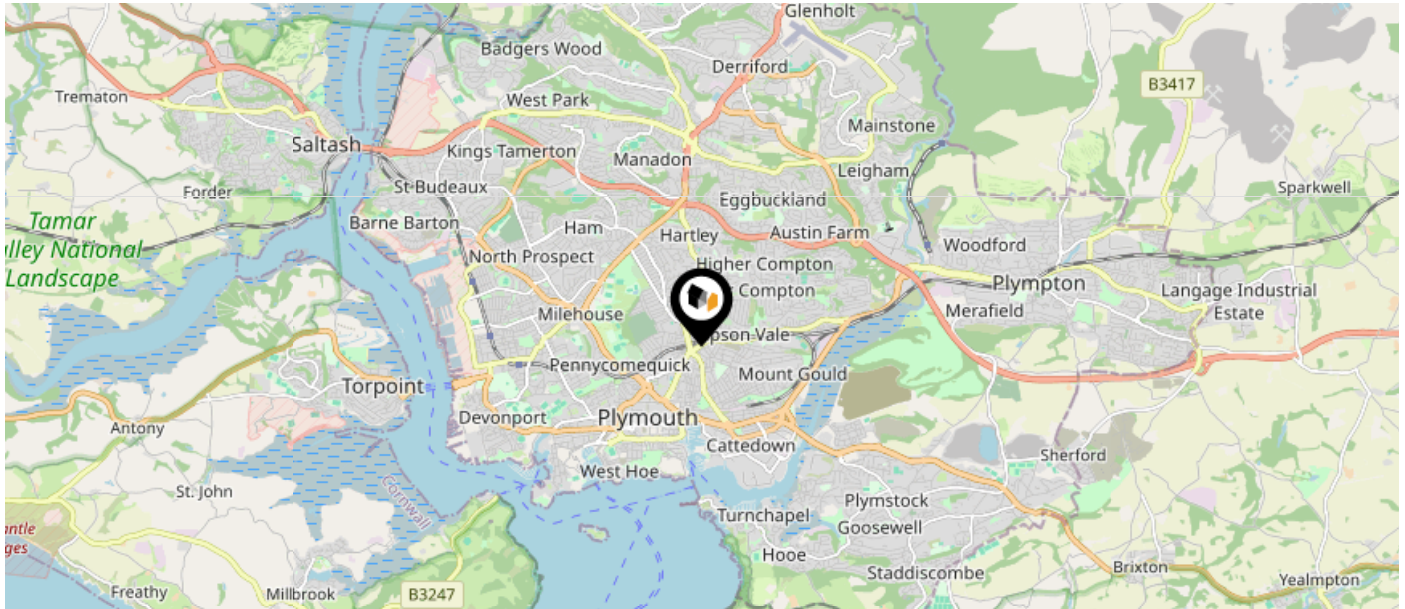 Glenholt
Badgers Wood
Derriford
B3417
Trematon
West Park
Mainstone
Saltash
Kings Tamerton
Manadon
Leigham
Forder
St Budeaux
Eggbuckland
Sparkwell
Tamar
lley National
Landscape
Barne Barton
Ham
Hartley
Austin Farm
Woodford
North Prospect
Higher Compton
Compton
Plympton
Langage Industrial
Estate
Milehouse
Merafield
pson Vale
Pennycomequick
Mount Gould
Torpoint
Devonport
Plymouth
Antony
Cattedown
Sherford
West Hoe
St. John
Cornwall
Plymstock
Turnchapel
Goosewell
antle
ges
Hooe
Staddiscombe
Brixton
Yealmpton
Freathy
Millbrook
B3247